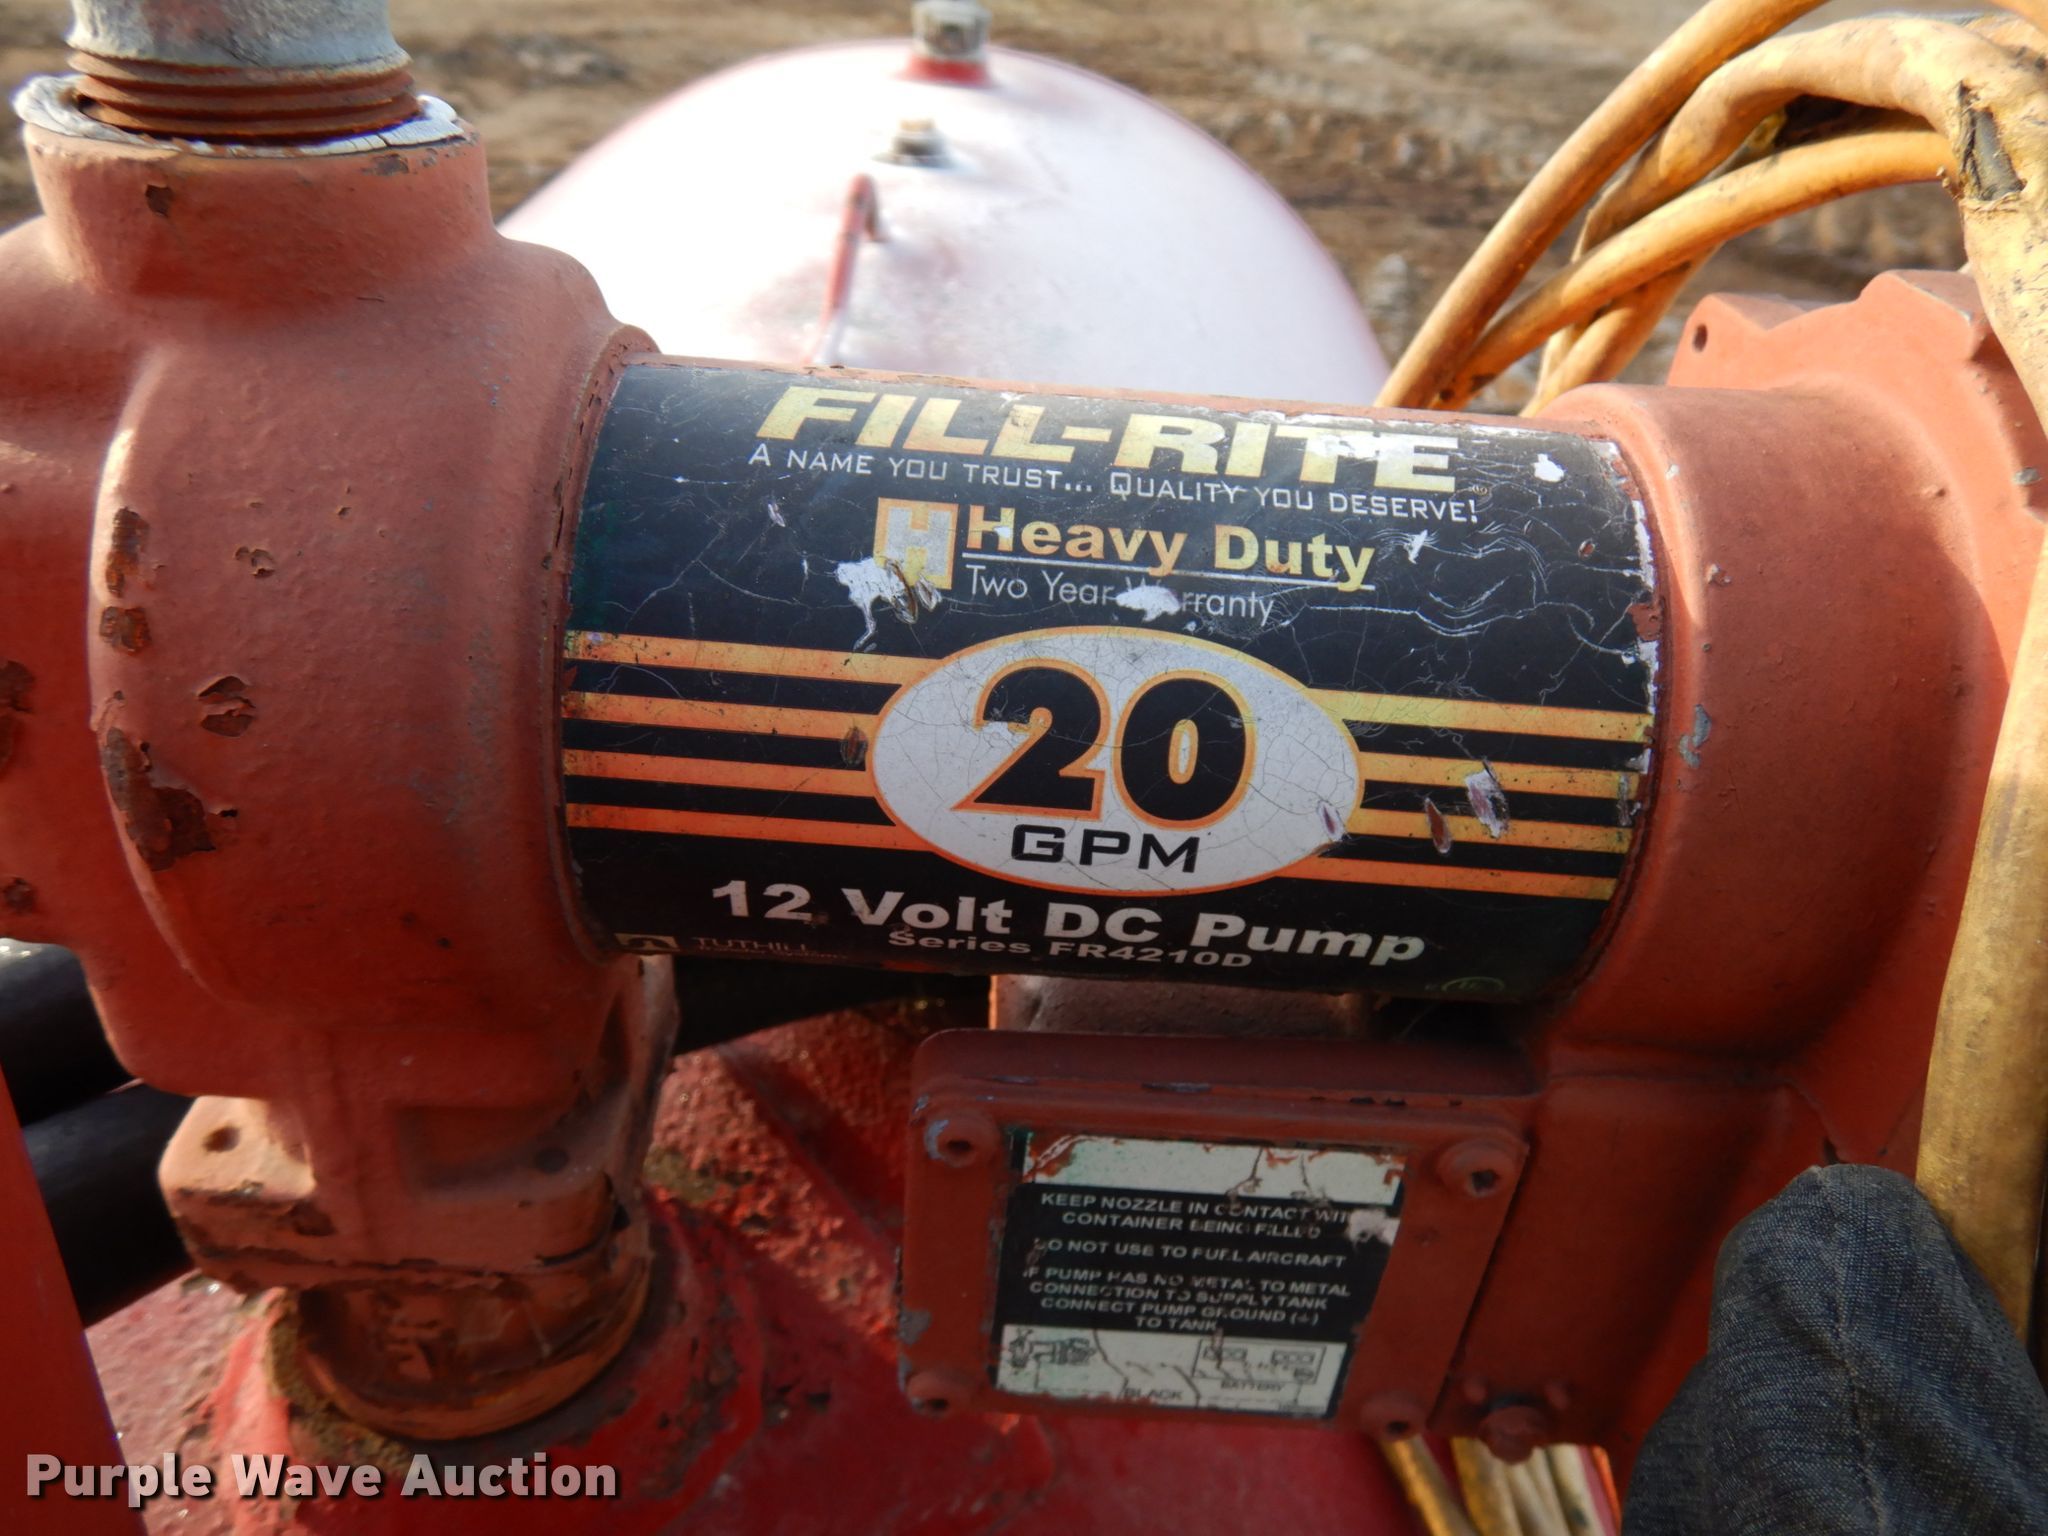 FILL-RITE
A NAME YOU TRUST... QUALITY YOU DESERVE!
H Heavy Duty
Two Year Warranty
20
GPM
12 Volt DC Pump
Series FR4210D
TUTHILL
KEEP NOZZLE IN CONTACT WITH
CONTAINER BEING FILLED
DO NOT USE TO FUEL AIRCRAFT
IF PUMP HAS NO METAL TO METAL
CONNECTION TO SUPPLY TANK
CONNECT PUMP GROUND (+)
TO TANK
BLACK
BATTERY
Purple Wave Auction